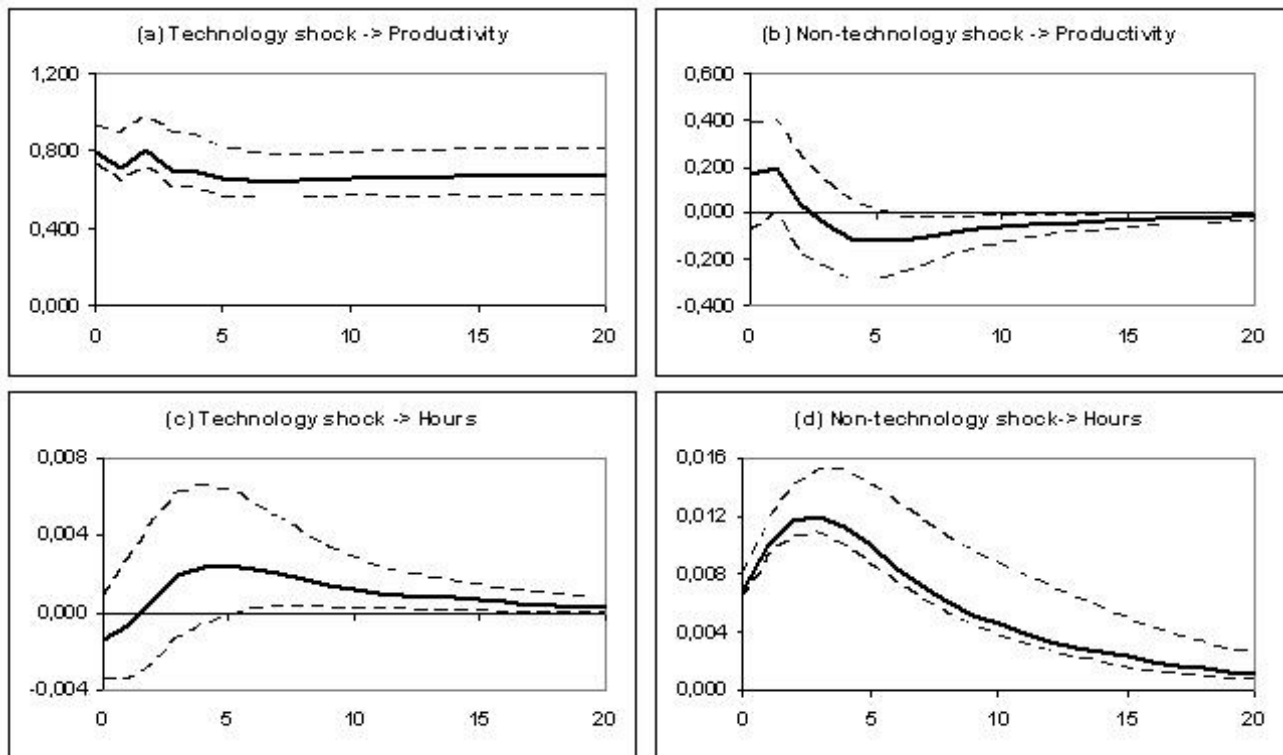 (a) Technology shock -> Productivity
1,200
0,800
0,400
0,000
0 5 10 15 20
(b) Non-technology shock -> Productivity
0,600
0,400
0,200
0,000
-0,200
-0,400
0 5 10 15 20
(c) Technology shock -> Hours
0,008
0,004
0,000
-0,004
0 5 10 15 20
(d) Non-technology shock-> Hours
0,016
0,012
0,008
0,004
0,000
0 5 10 15 20